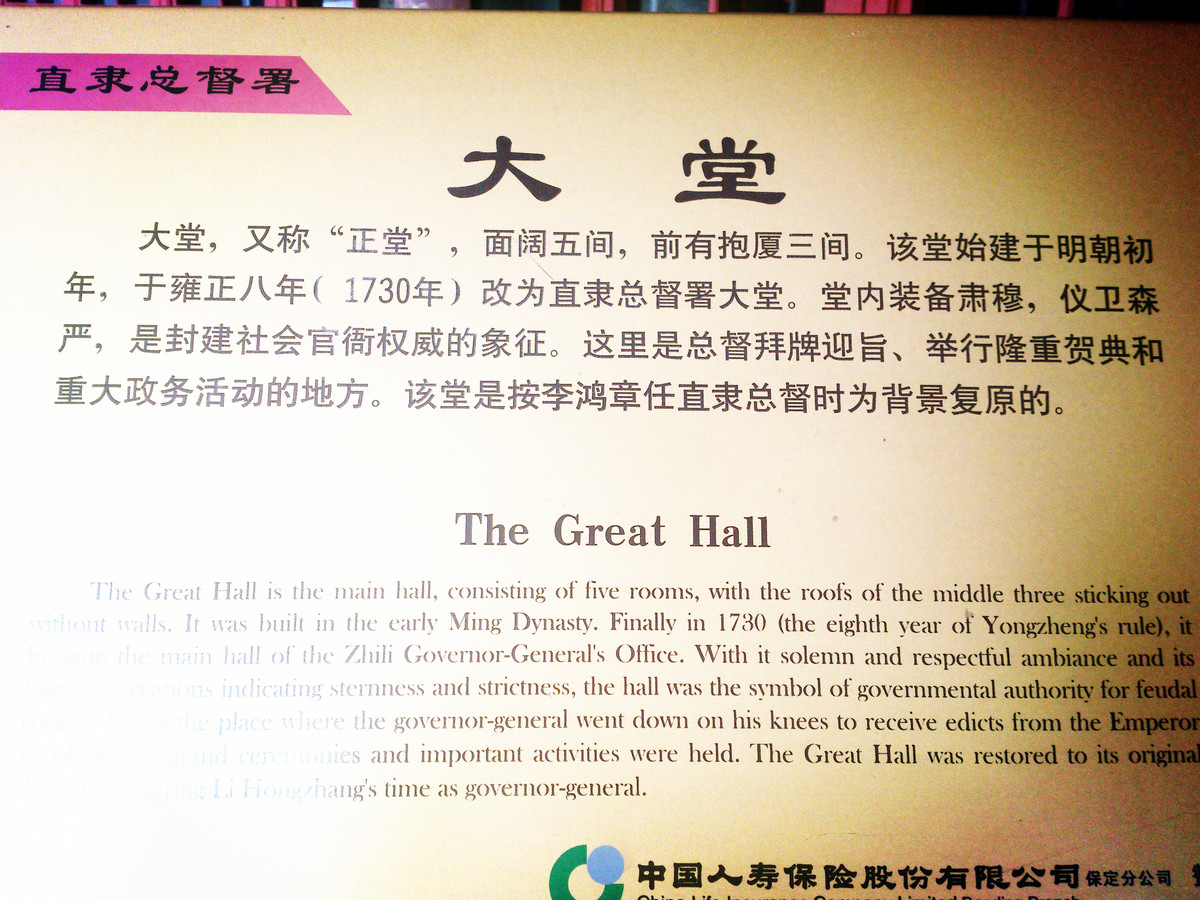 直隶总督署
大 堂
大堂，又称“正堂”，面阔五间，前有抱厦三间。该堂始建于明朝初
年，于雍正八年（1730年）改为直隶总督署大堂。堂内装备肃穆，仪卫森
严，是封建社会官衙权威的象征。这里是总督拜牌迎旨、举行隆重贺典和
重大政务活动的地方。该堂是按李鸿章任直隶总督时为背景复原的。
The Great Hall
The Great Hall is the main hall, consisting of five rooms, with the roofs of the middle three sticking out
without walls. It was built in the early Ming Dynasty. Finally in 1730 (the eighth year of Yongzheng's rule), it
the main hall of the Zhili Governor-General's Office. With it solemn and respectful ambiance and its
weapons indicating sternness and strictness, the hall was the symbol of governmental authority for feudal
the place where the governor-general went down on his knees to receive edicts from the Emperor
or where grand ceremonies and important activities were held. The Great Hall was restored to its original
Li Hongzhang's time as governor-general.
中国人寿保险股份有限公司保定分公司
China Life Insurance Company Limited Baoding Branch